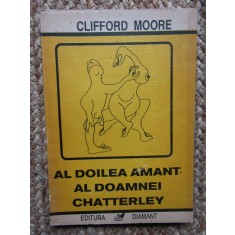 CLIFFORD MOORE
AL DOILEA AMANT
AL DOAMNEI
CHATTERLEY
EDITURA DIAMANT